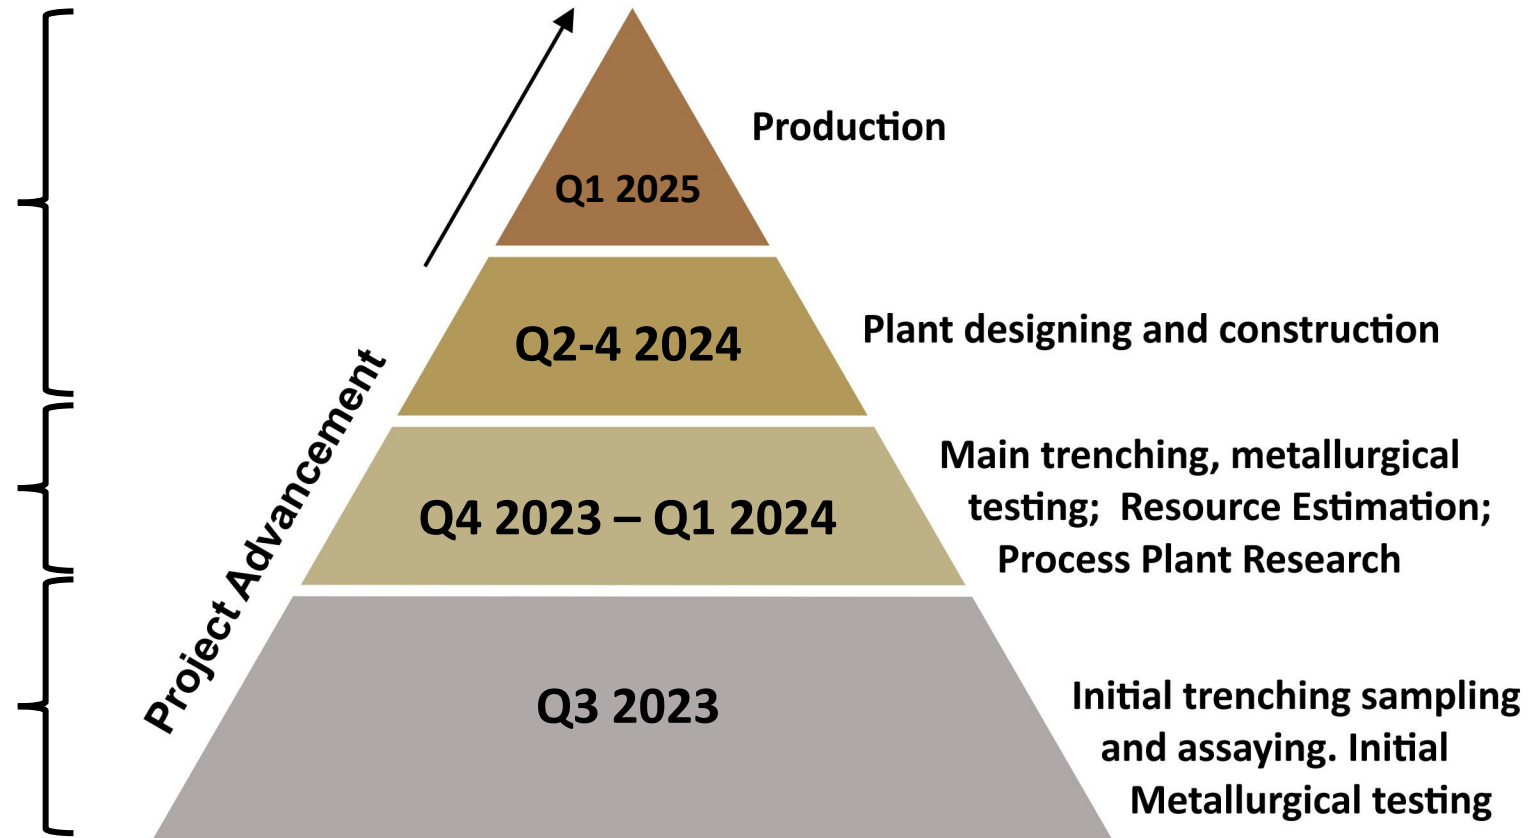 Production
Q1 2025
Q2-4 2024
Plant designing and construction
Project Advancement
Q4 2023 – Q1 2024
Main trenching, metallurgical
testing; Resource Estimation;
Process Plant Research
Q3 2023
Initial trenching sampling
and assaying. Initial
Metallurgical testing